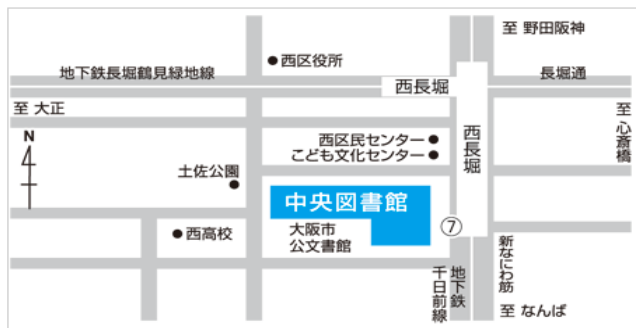 至 野田阪神
西区役所
地下鉄長堀鶴見緑地線
西長堀
長堀通
至 大正
至 心斎橋
N
西区民センター
こども文化センター
西長堀
土佐公園
中央図書館
大阪市
公文書館
⑦
西高校
新なにわ筋
地下鉄
千日前線
至 なんば